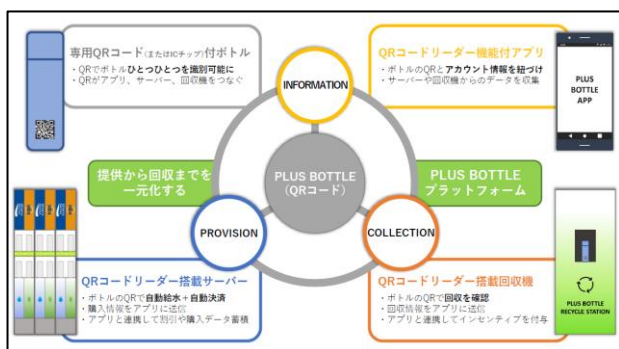 専用QRコード(またはICチップ)付ボトル
・QRでボトルひとつひとつを識別可能に
・QRがアプリ、サーバー、回収機をつなぐ
QRコードリーダー機能付アプリ
・ボトルのQRとアカウント情報を紐づけ
・サーバーや回収機からのデータを収集
PLUS
BOTTLE
APP
INFORMATION
提供から回収までを
一元化する
PLUS BOTTLE
(QRコード)
PLUS BOTTLE
プラットフォーム
PROVISION
COLLECTION
QRコードリーダー搭載サーバー
・ボトルのQRで自動給水+自動決済
・購入情報をアプリに送信
・アプリと連携して割引や購入データ蓄積
QRコードリーダー搭載回収機
・ボトルのQRで回収を確認
・回収情報をアプリに送信
・アプリと連携してインセンティブを付与
PLUS BOTTLE
RECYCLE STATION